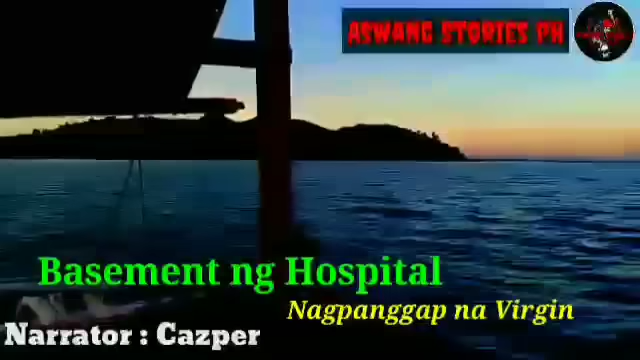 ASWANG STORIES PH
Basement ng Hospital
Nagpanggap na Virgin
Narrator : Cazper